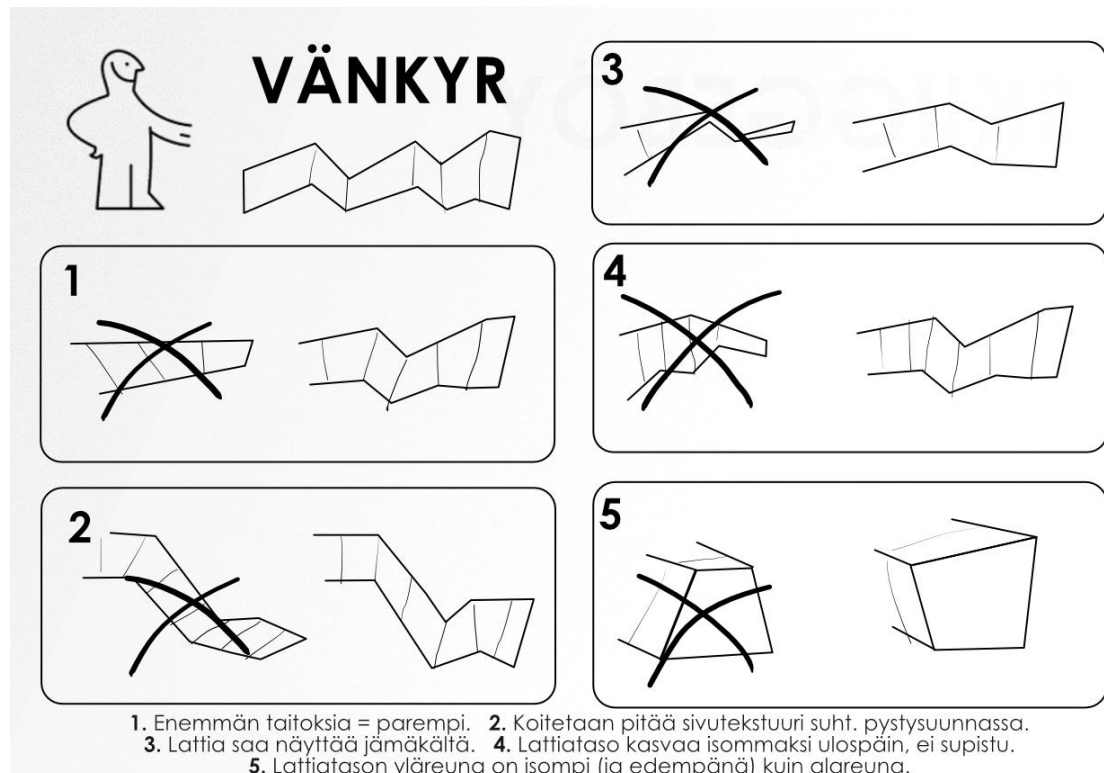 VÄNKYR
1
2
3
4
5
1. Enemmän taitoksia = parempi. 2. Koitetaan pitää sivutekstuuri suht. pystysuunnassa.
3. Lattia saa näyttää jämäkältä. 4. Lattiataso kasvaa isommaksi ulospäin, ei supistu.
5. Lattiatason yläreuna on isompi (ja edempänä) kuin alareuna.